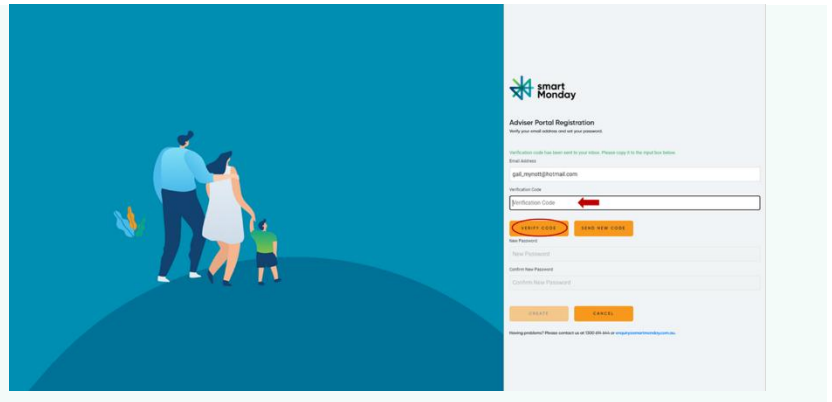 smart
Monday
Adviser Portal Registration
Verify your email address and set your password.
Verification code has been sent to your inbox. Please copy it to the input box below.
Email Address
gail_mynott@hotmail.com
Verification Code
Verification Code
VERIFY CODE SEND NEW CODE
New Password
New Password
Confirm New Password
Confirm New Password
CREATE CANCEL
Having problems? Please contact us at 1300 614 644 or enquiry@smartmonday.com.au.